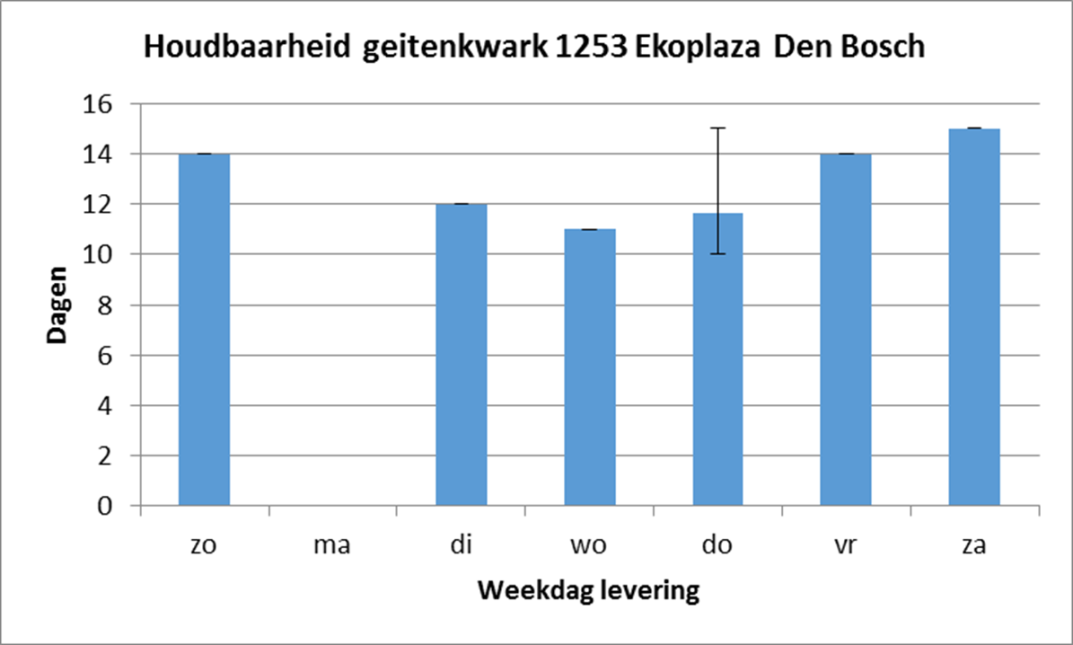 Houdbaarheid geitenkwark 1253 Ekoplaza Den Bosch
16
14
12
10
8
6
4
2
0
Dagen
zo ma di wo do vr za
Weekdag levering